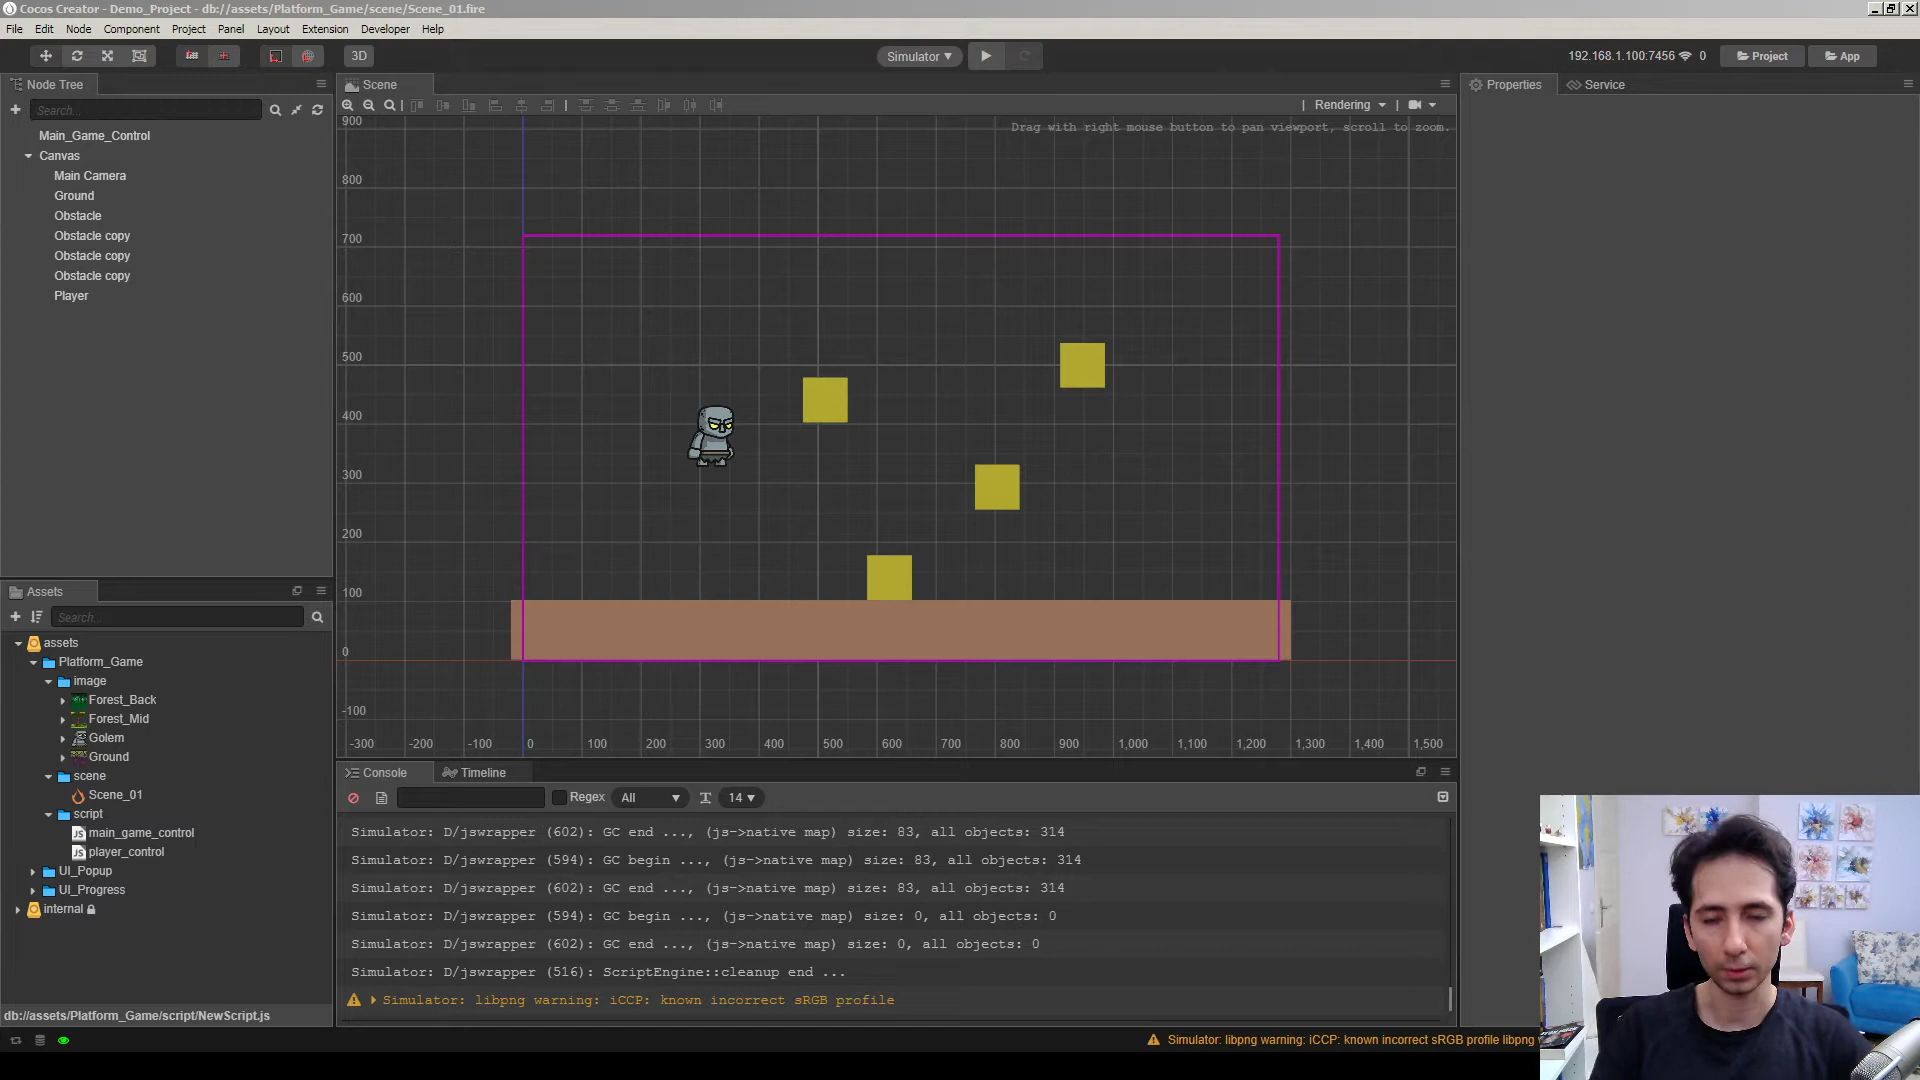 Cocos Creator - Demo_Project - db://assets/Platform_Game/scene/Scene_01.fire
File Edit Node Component Project Panel Layout Extension Developer Help
3D Simulator 192.168.1.100:7456 0 Project App
Node Tree
Search...
Main_Game_Control
Canvas
Main Camera
Ground
Obstacle
Obstacle copy
Obstacle copy
Obstacle copy
Player
Assets
Search...
assets
Platform_Game
image
Forest_Back
Forest_Mid
Golem
Ground
scene
Scene_01
script
main_game_control
player_control
UI_Popup
UI_Progress
internal
db://assets/Platform_Game/script/NewScript.js
Scene
Rendering
Drag with right mouse button to pan viewport, scroll to zoom.
900
800
700
600
500
400
300
200
100
0
-100
-300 -200 -100 0 100 200 300 400 500 600 700 800 900 1,000 1,100 1,200 1,300 1,400 1,500
Console Timeline
Regex All 14
Simulator: D/jswrapper (602): GC end ..., (js->native map) size: 83, all objects: 314
Simulator: D/jswrapper (594): GC begin ..., (js->native map) size: 83, all objects: 314
Simulator: D/jswrapper (602): GC end ..., (js->native map) size: 83, all objects: 314
Simulator: D/jswrapper (594): GC begin ..., (js->native map) size: 0, all objects: 0
Simulator: D/jswrapper (602): GC end ..., (js->native map) size: 0, all objects: 0
Simulator: D/jswrapper (516): ScriptEngine::cleanup end ...
Simulator: libpng warning: iCCP: known incorrect sRGB profile
Simulator: libpng warning: iCCP: known incorrect sRGB profile libpng
Properties Service